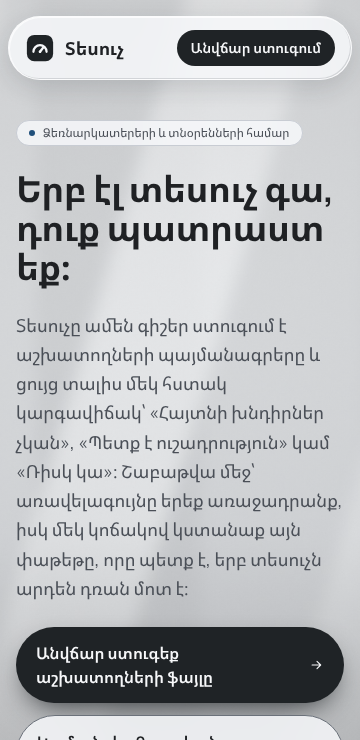 Տեսուչ
Անվճար ստուգում
Ձեռնարկատերերի և տնօրենների համար
Երբ էլ տեսուչ գա,
դուք պատրաստ
եք:
Տեսուչը ամեն գիշեր ստուգում է
աշխատողների պայմանագրերը և
ցույց տալիս մեկ հստակ
կարգավիճակ՝ «Հայտնի խնդիրներ
չկան», «Պետք է ուշադրություն» կամ
«Ռիսկ կա»: Շաբաթվա մեջ՝
առավելագույնը երեք առաջադրանք,
իսկ մեկ կոճակով կստանաք այն
փաթեթը, որը պետք է, երբ տեսուչն
արդեն դռան մոտ է:
Անվճար ստուգեք
աշխատողների ֆայլը